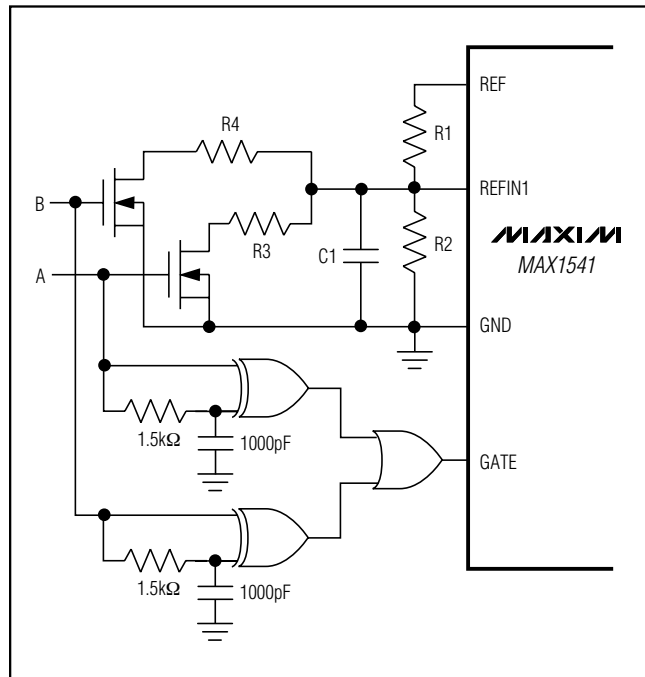 REF
R4
R1
B
REFIN1
R3
MAXIM
C1
R2
MAX1541
A
GND
1.5kΩ
1000pF
GATE
1.5kΩ
1000pF